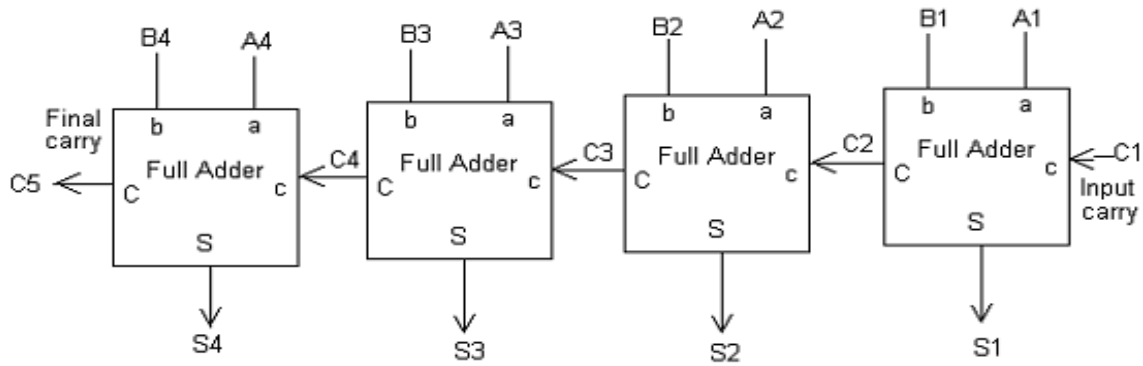 B4 A4 B3 A3 B2 A2 B1 A1
b a b a b a b a
Final
carry
Full Adder Full Adder Full Adder Full Adder
C5 C c C4 C c C3 C c C2 C c C1
Input
carry
S S S S
S4 S3 S2 S1